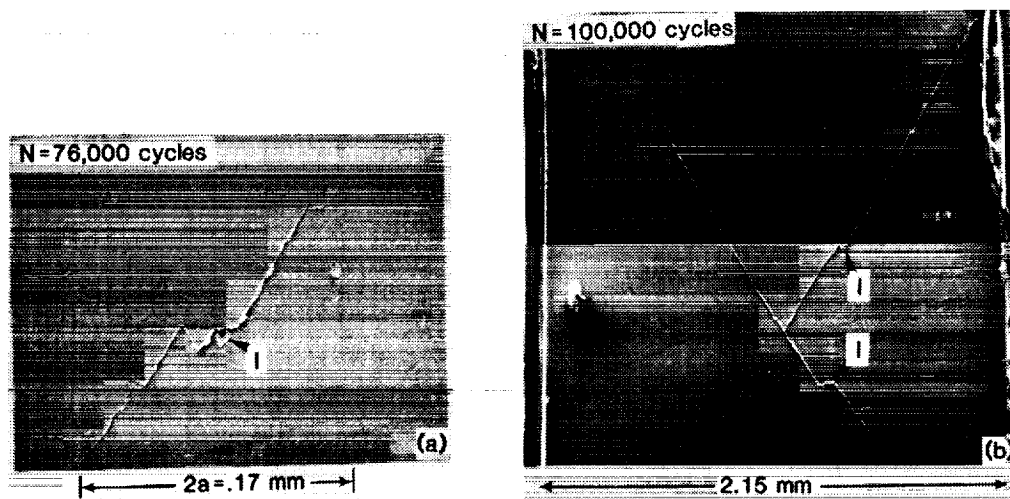 N=76,000 cycles
I
(a)
2a=.17 mm
N=100,000 cycles
I
I
(b)
2.15 mm